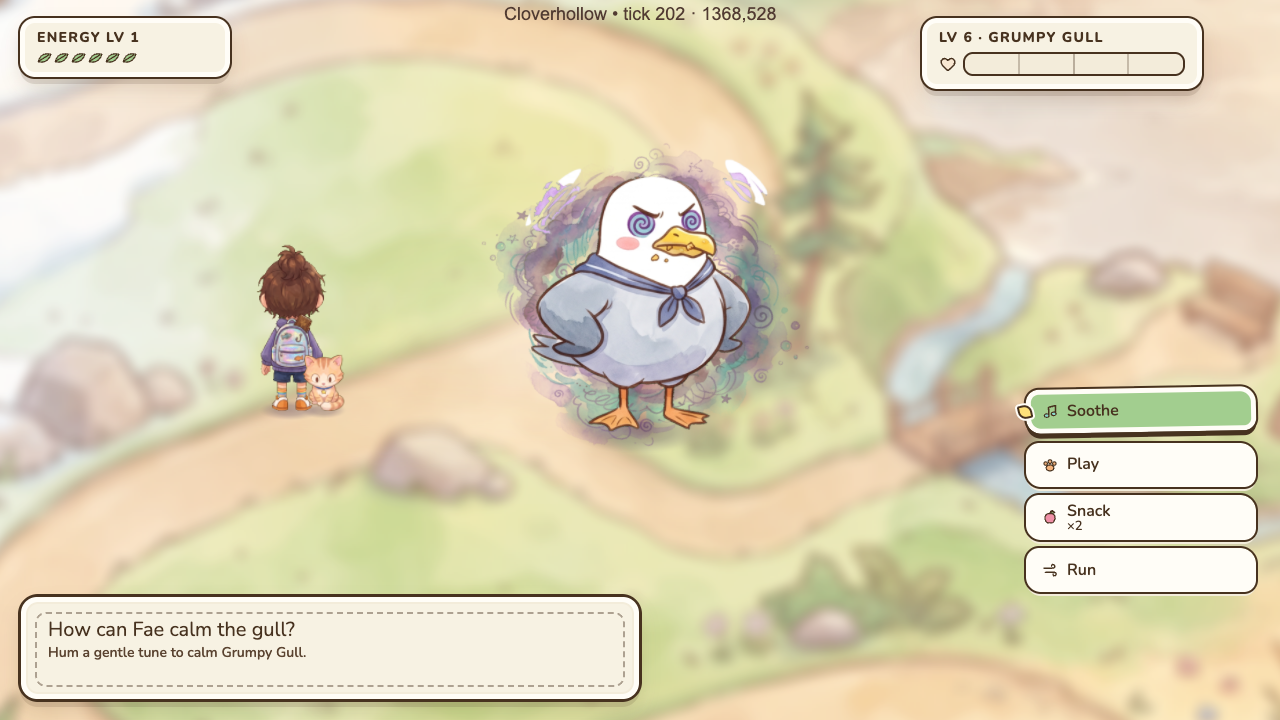 Cloverhollow • tick 202 · 1368,528
ENERGY LV 1
LV 6 · GRUMPY GULL
Soothe
Play
Snack
×2
Run
How can Fae calm the gull?
Hum a gentle tune to calm Grumpy Gull.